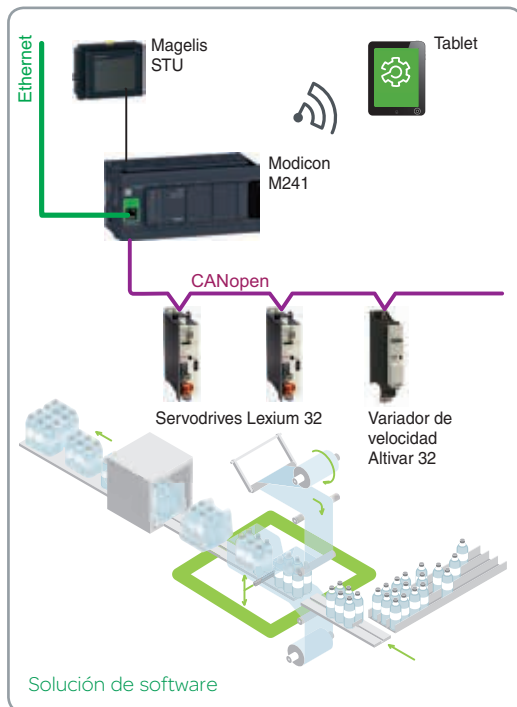 Ethernet
Magelis
STU
Tablet
Modicon
M241
CANopen
Servodrives Lexium 32
Variador de
velocidad
Altivar 32
Solución de software